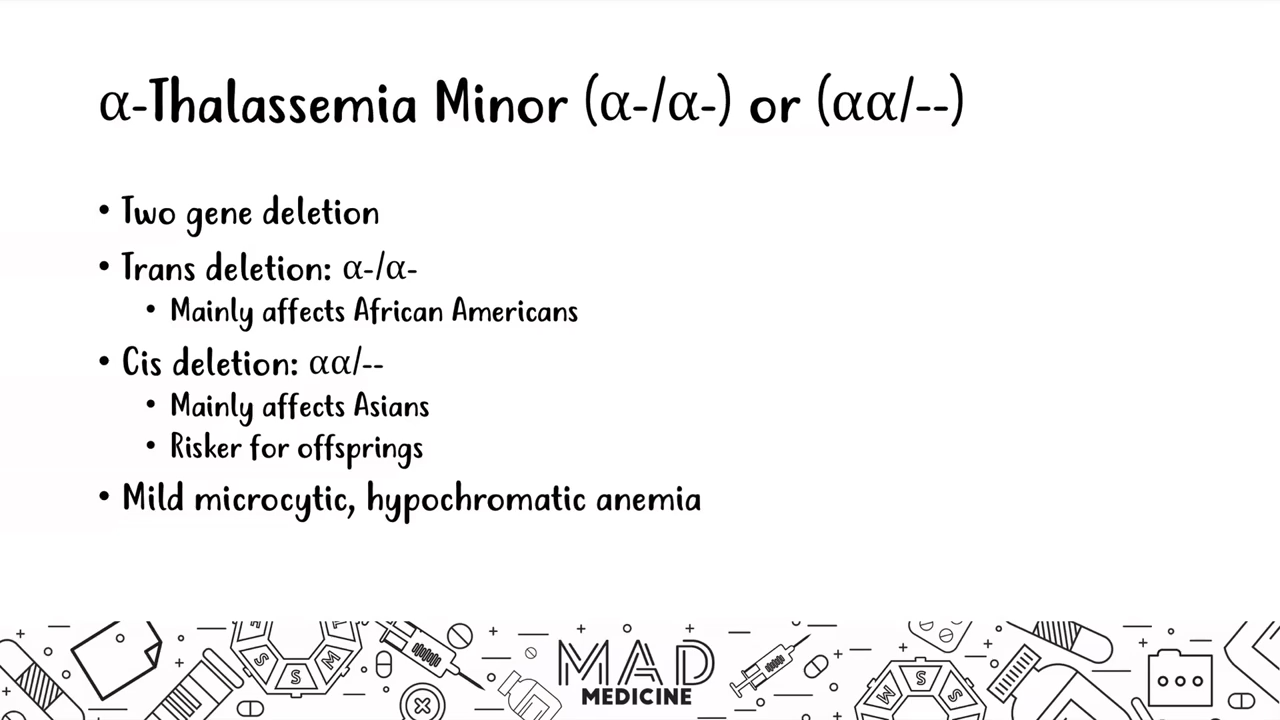 α-Thalassemia Minor (α-/α-) or (αα/--)
• Two gene deletion
• Trans deletion: α-/α-
• Mainly affects African Americans
• Cis deletion: αα/--
• Mainly affects Asians
• Risker for offsprings
• Mild microcytic, hypochromatic anemia
MAD
MEDICINE